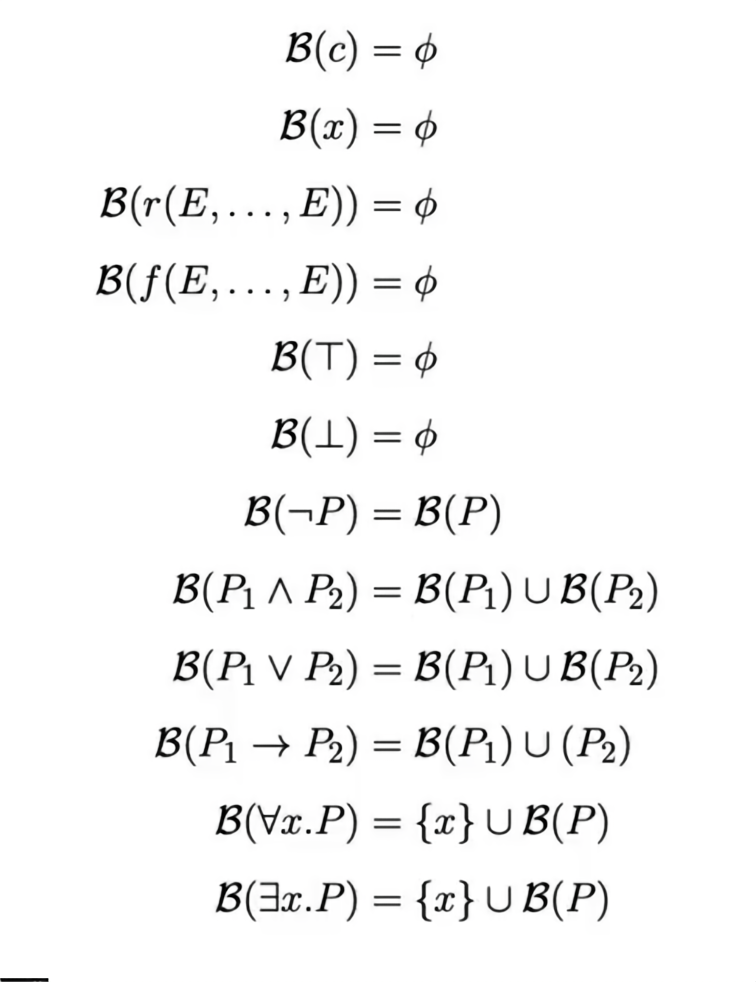 ℬ(c) = ϕ
ℬ(x) = ϕ
ℬ(r(E, . . . , E)) = ϕ
ℬ(f(E, . . . , E)) = ϕ
ℬ(⊤) = ϕ
ℬ(⊥) = ϕ
ℬ(¬P) = ℬ(P)
ℬ(P₁ ∧ P₂) = ℬ(P₁) ∪ ℬ(P₂)
ℬ(P₁ ∨ P₂) = ℬ(P₁) ∪ ℬ(P₂)
ℬ(P₁ → P₂) = ℬ(P₁) ∪ (P₂)
ℬ(∀x.P) = {x} ∪ ℬ(P)
ℬ(∃x.P) = {x} ∪ ℬ(P)